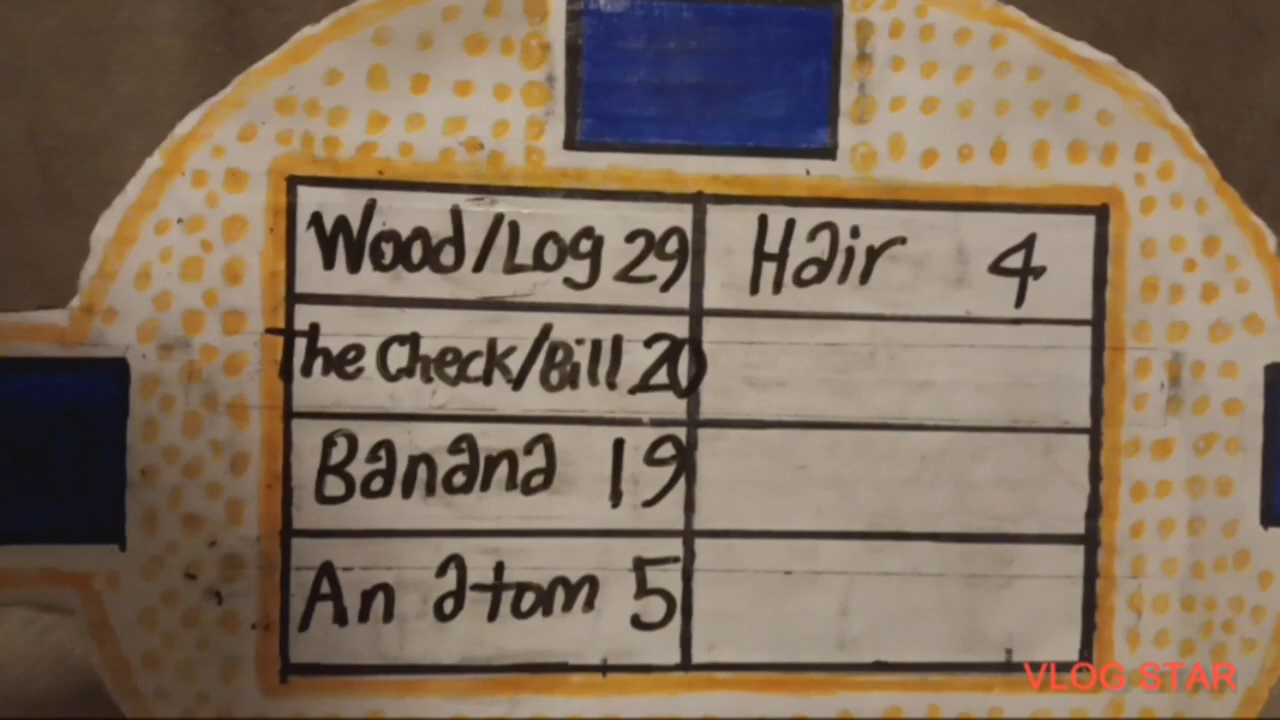 Wood/Log 29
The Check/Bill 20
Banana 19
An atom 5
Hair 4
VLOG STAR